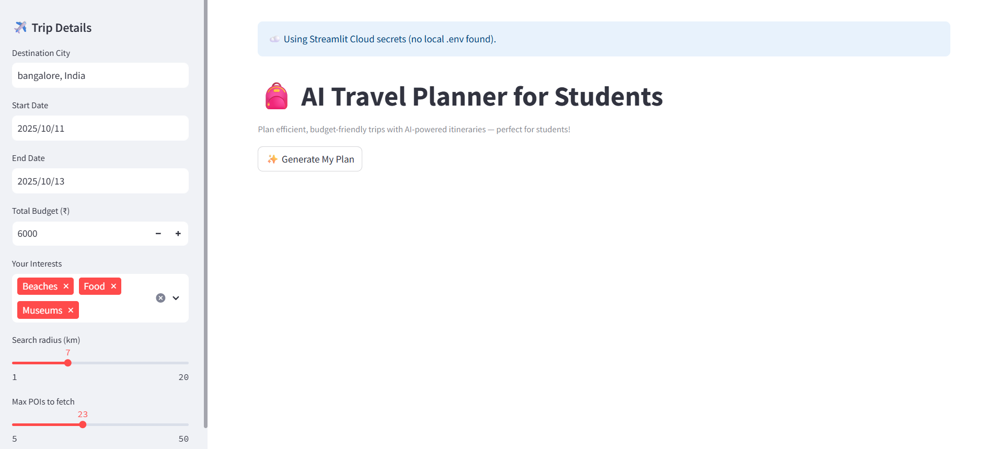 Trip Details
Destination City
bangalore, India
Start Date
2025/10/11
End Date
2025/10/13
Total Budget (₹)
6000
Your Interests
Beaches × Food ×
Museums ×
Search radius (km)
7
1 20
Max POIs to fetch
23
5 50
Using Streamlit Cloud secrets (no local .env found).
AI Travel Planner for Students
Plan efficient, budget-friendly trips with AI-powered itineraries — perfect for students!
Generate My Plan